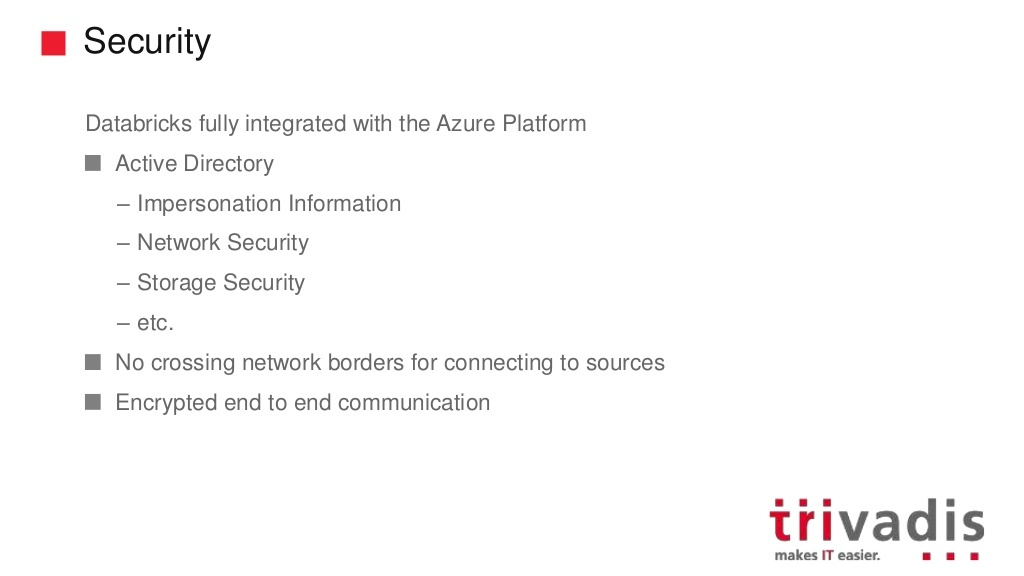 Security
Databricks fully integrated with the Azure Platform
Active Directory
– Impersonation Information
– Network Security
– Storage Security
– etc.
No crossing network borders for connecting to sources
Encrypted end to end communication
trivadis
makes IT easier.